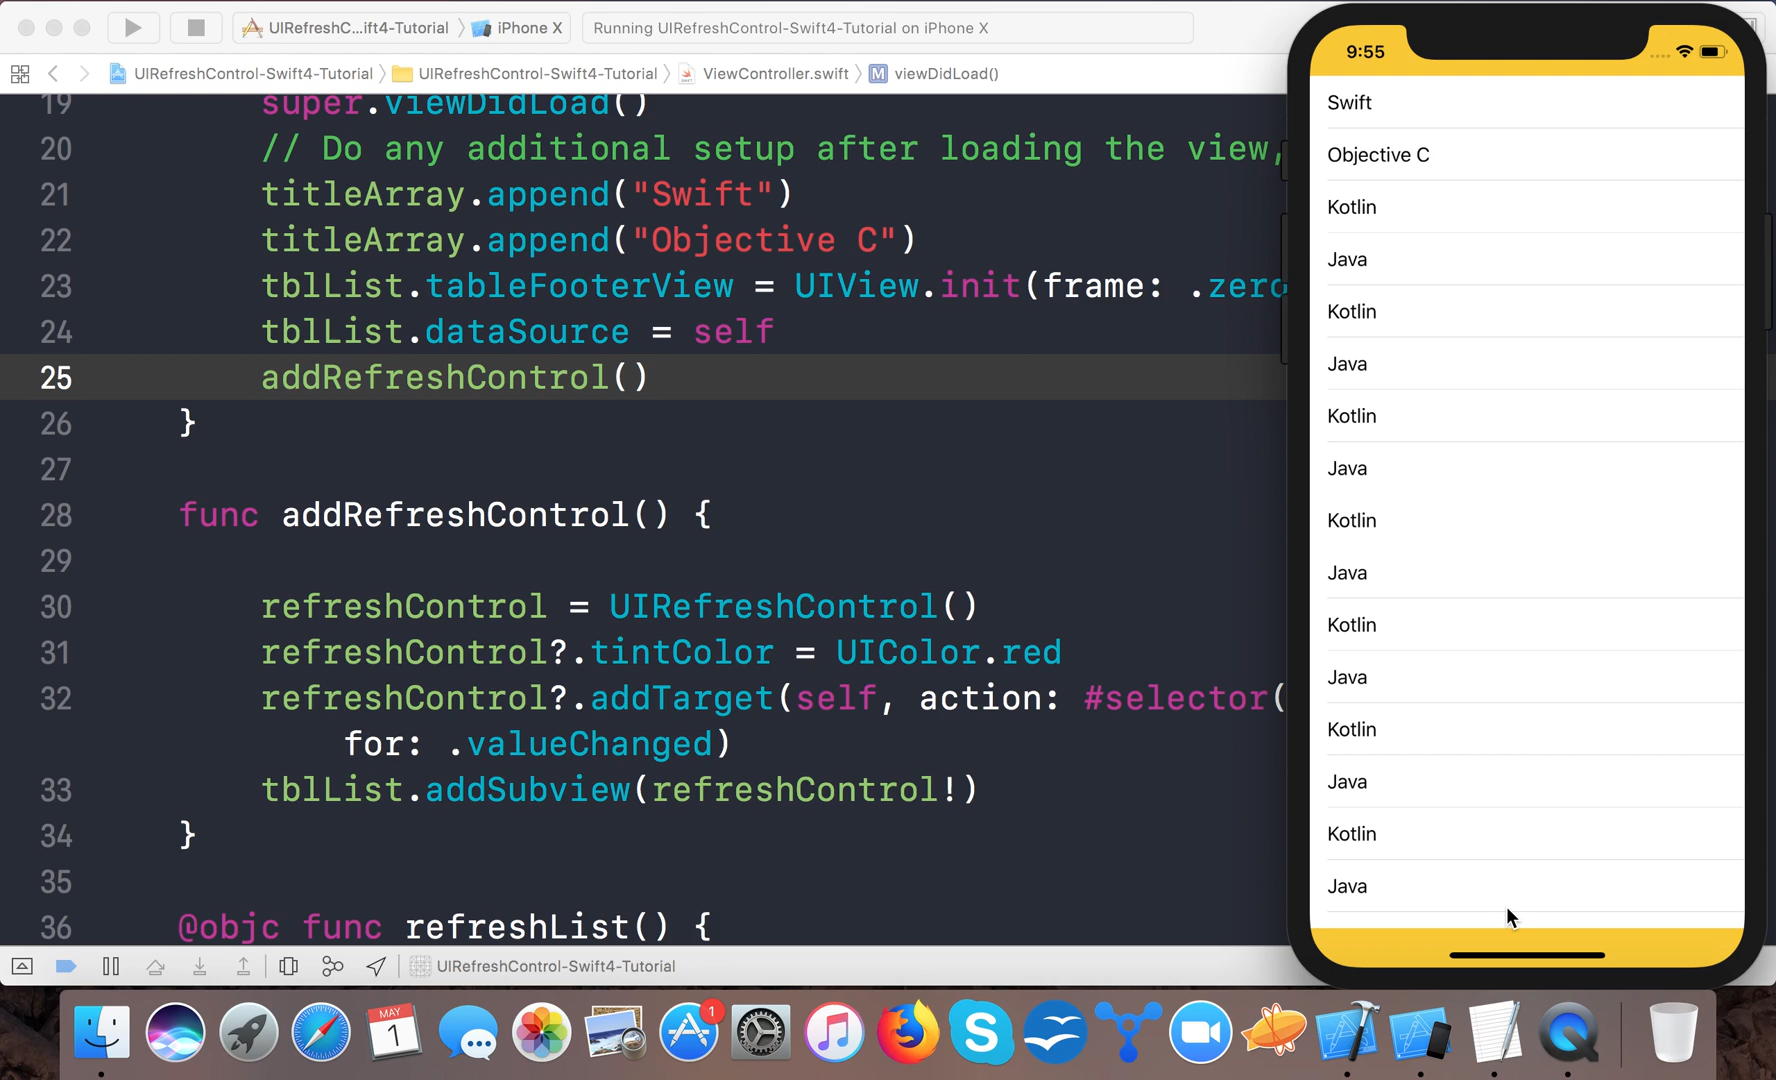 UIRefreshC...ift4-Tutorial
iPhone X
Running UIRefreshControl-Swift4-Tutorial on iPhone X
UIRefreshControl-Swift4-Tutorial
UIRefreshControl-Swift4-Tutorial
ViewController.swift
M
viewDidLoad()
19 super.viewDidLoad()
20 // Do any additional setup after loading the view,
21 titleArray.append("Swift")
22 titleArray.append("Objective C")
23 tblList.tableFooterView = UIView.init(frame: .zero
24 tblList.dataSource = self
25 addRefreshControl()
26 }
27
28 func addRefreshControl() {
29
30 refreshControl = UIRefreshControl()
31 refreshControl?.tintColor = UIColor.red
32 refreshControl?.addTarget(self, action: #selector(
for: .valueChanged)
33 tblList.addSubview(refreshControl!)
34 }
35
36 @objc func refreshList() {
UIRefreshControl-Swift4-Tutorial
9:55
Swift
Objective C
Kotlin
Java
Kotlin
Java
Kotlin
Java
Kotlin
Java
Kotlin
Java
Kotlin
Java
Kotlin
Java
MAY
1
1
S